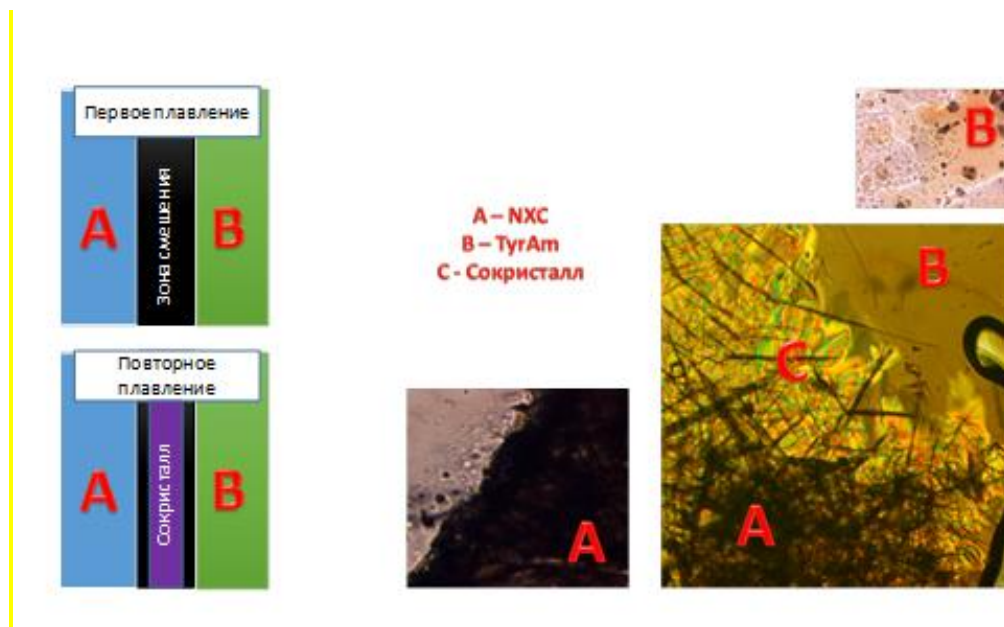 Первое плавление
А
Зона смешения
В
Повторное
плавление
А
Сокристалл
В
A – NXC
B – TyrAm
C - Сокристалл
A
B
B
C
A